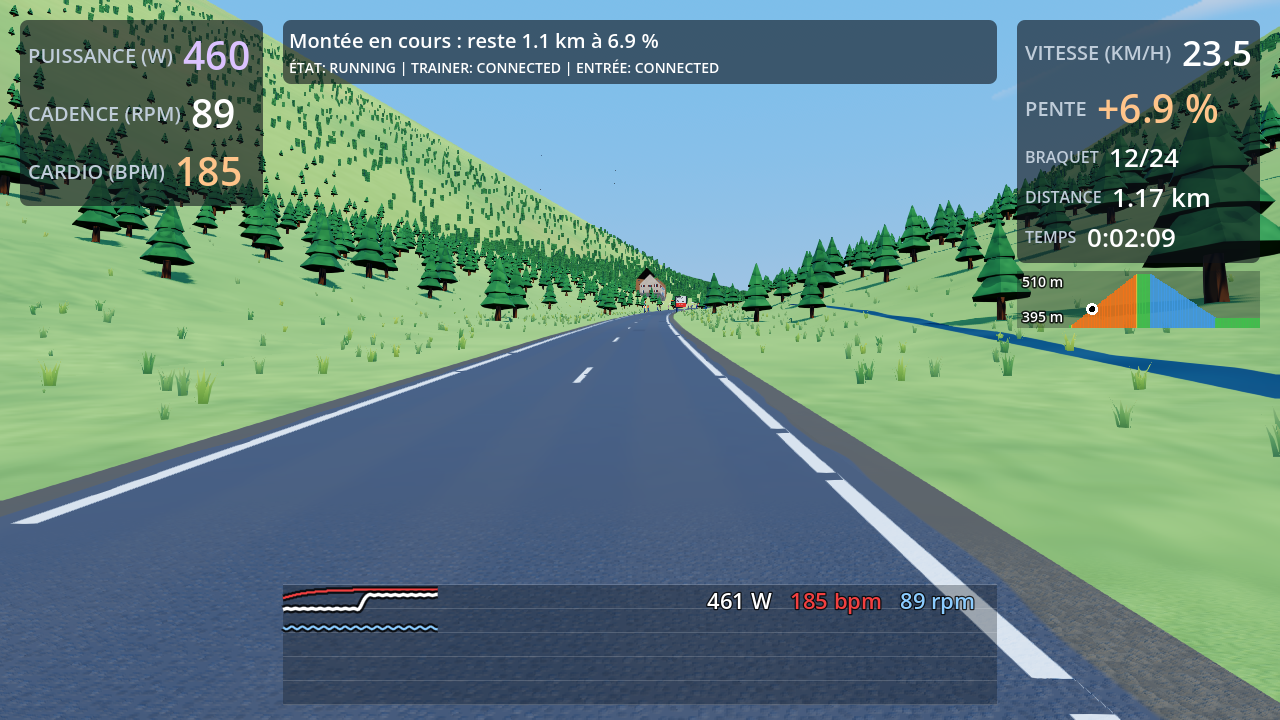 PUISSANCE (W) 460
CADENCE (RPM) 89
CARDIO (BPM) 185
Montée en cours : reste 1.1 km à 6.9 %
ÉTAT: RUNNING | TRAINER: CONNECTED | ENTRÉE: CONNECTED
VITESSE (KM/H) 23.5
PENTE +6.9 %
BRAQUET 12/24
DISTANCE 1.17 km
TEMPS 0:02:09
510 m
395 m
461 W 185 bpm 89 rpm